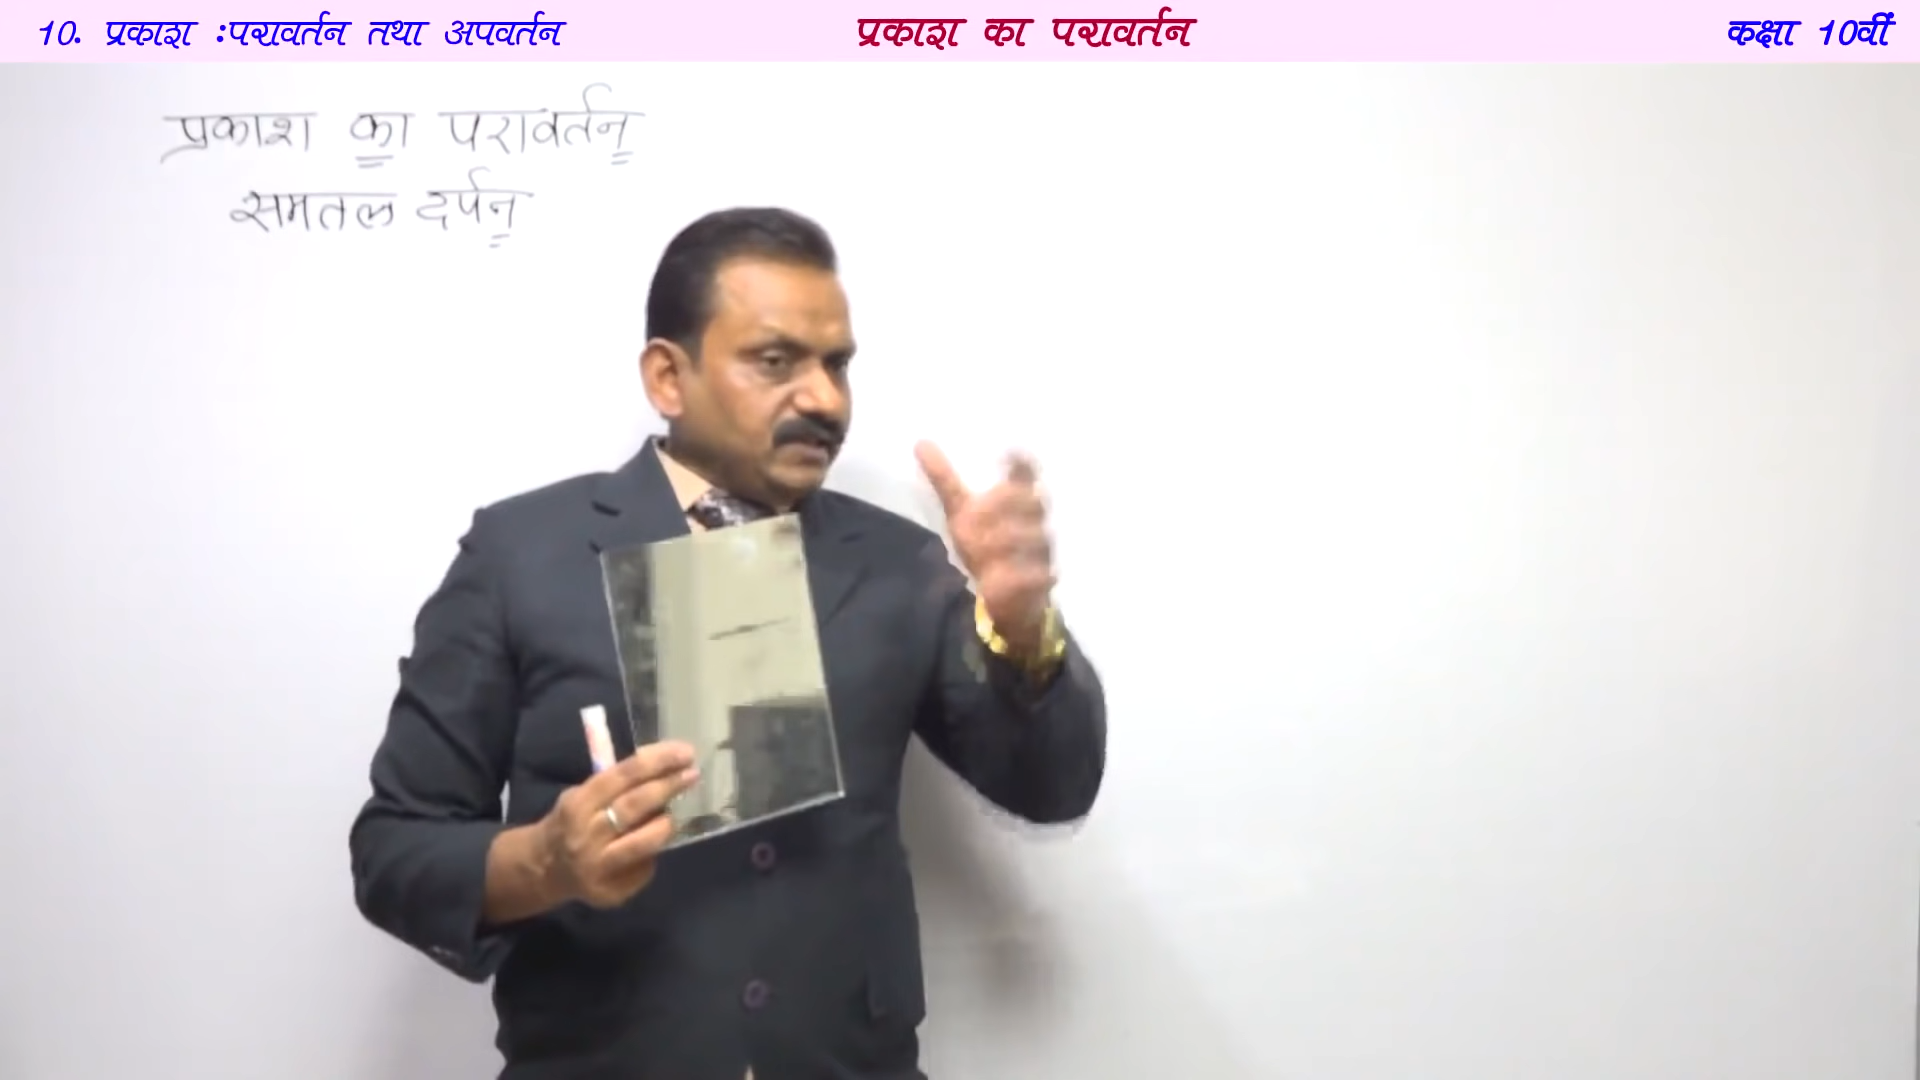 10. प्रकाश :परावर्तन तथा अपवर्तन
प्रकाश का परावर्तन
कक्षा 10वीं
प्रकाश का परावर्तन
समतल दर्पन